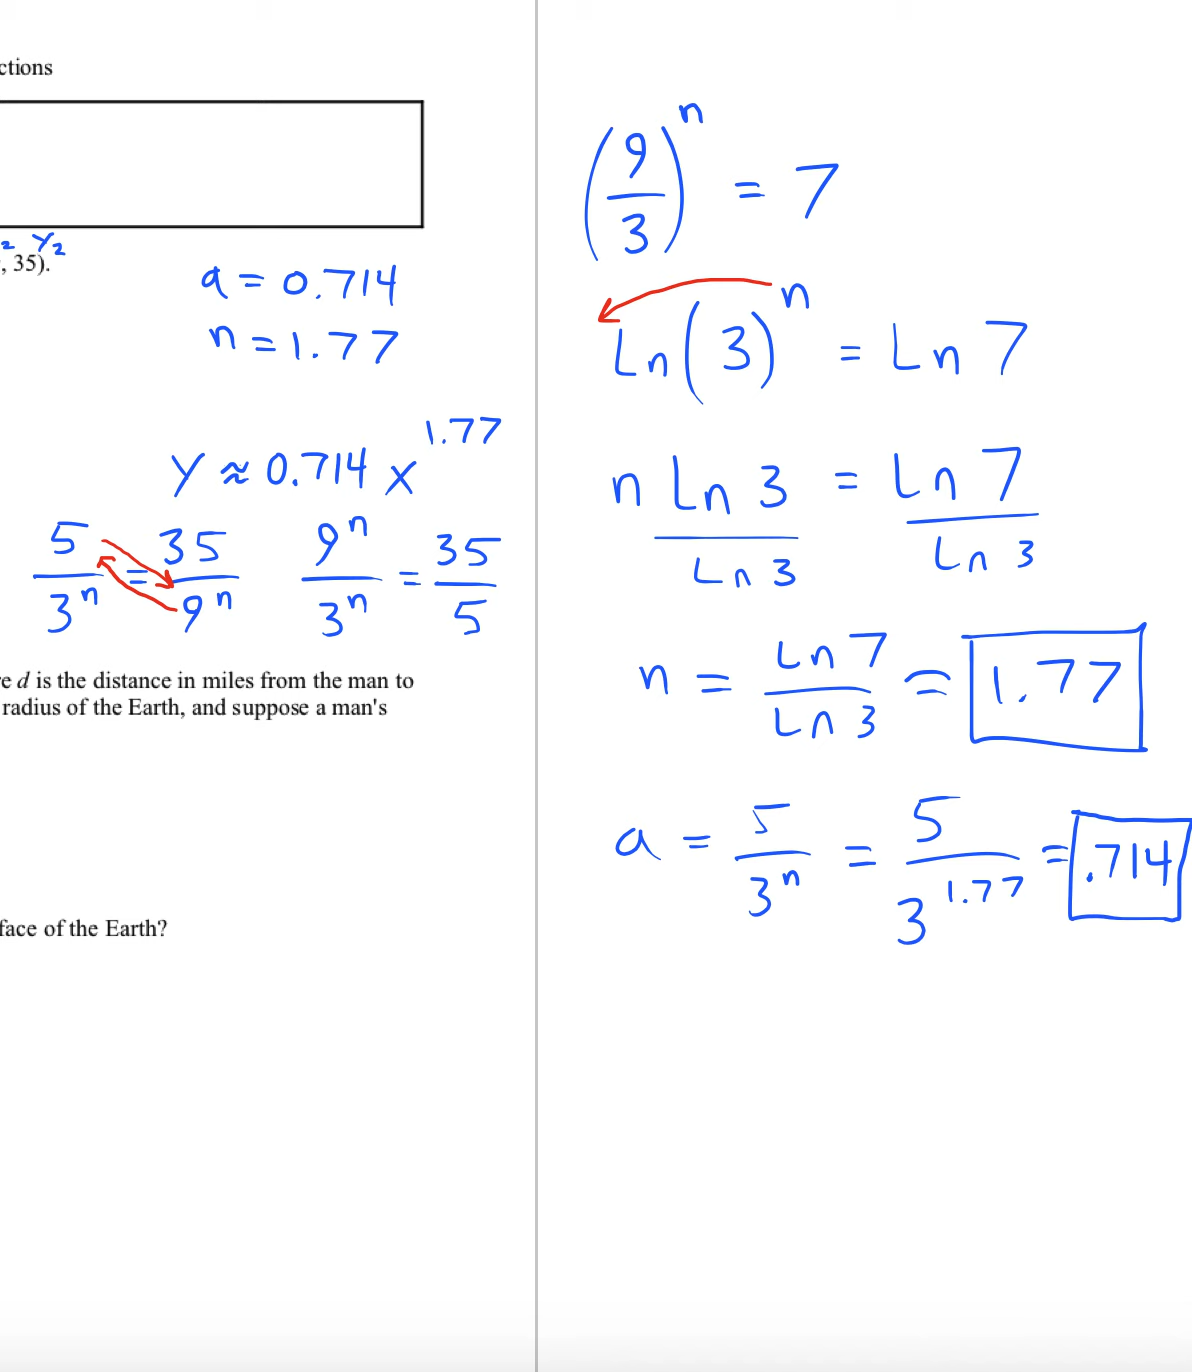 ctions
2 Y2
, 35).
a = 0.714
n = 1.77
y ≈ 0.714 x^1.77
5/3^n = 35/9^n   9^n/3^n = 35/5
e d is the distance in miles from the man to
radius of the Earth, and suppose a man's
face of the Earth?
(9/3)^n = 7
Ln(3)^n = Ln 7
n Ln 3/Ln 3 = Ln 7/Ln 3
n = Ln 7/Ln 3 = 1.77
a = 5/3^n = 5/3^1.77 = .714